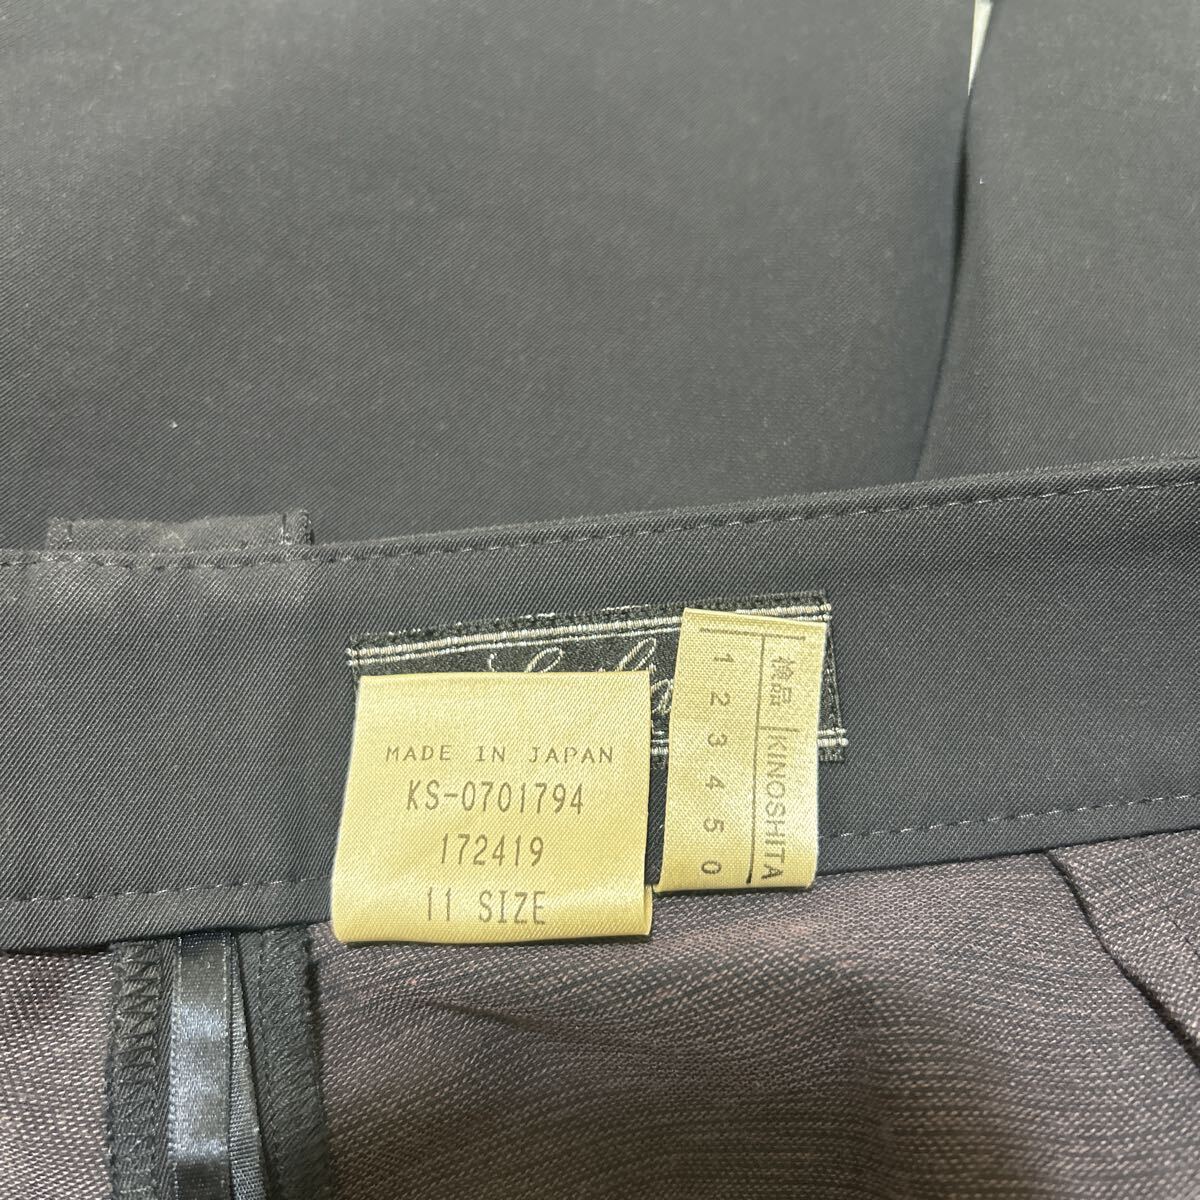 MADE IN JAPAN
KS-0701794
172419
11 SIZE
検品 KINOSHITA
1 2 3 4 5 0